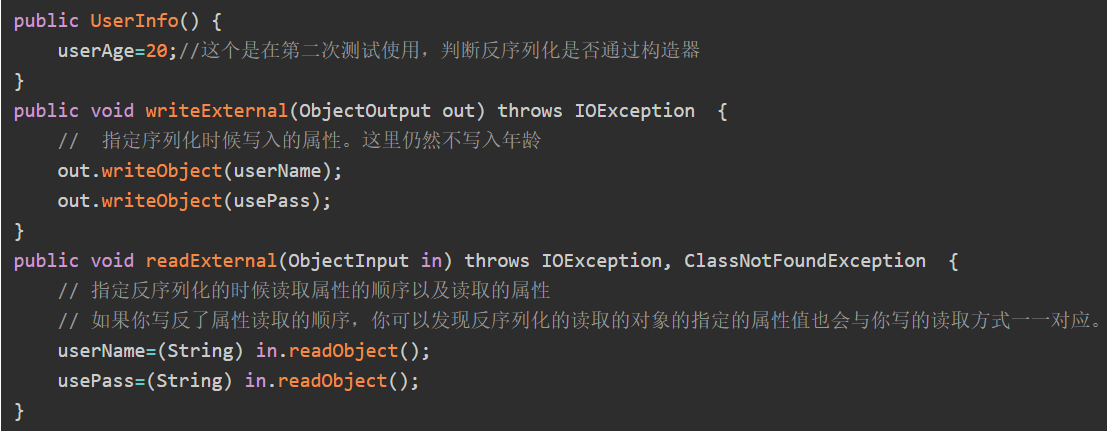 public UserInfo() {
    userAge=20;//这个是在第二次测试使用，判断反序列化是否通过构造器
}
public void writeExternal(ObjectOutput out) throws IOException  {
    //  指定序列化时候写入的属性。这里仍然不写入年龄
    out.writeObject(userName);
    out.writeObject(usePass);
}
public void readExternal(ObjectInput in) throws IOException, ClassNotFoundException  {
    // 指定反序列化的时候读取属性的顺序以及读取的属性
    // 如果你写反了属性读取的顺序，你可以发现反序列化的读取的对象的指定的属性值也会与你写的读取方式一一对应。
    userName=(String) in.readObject();
    usePass=(String) in.readObject();
}